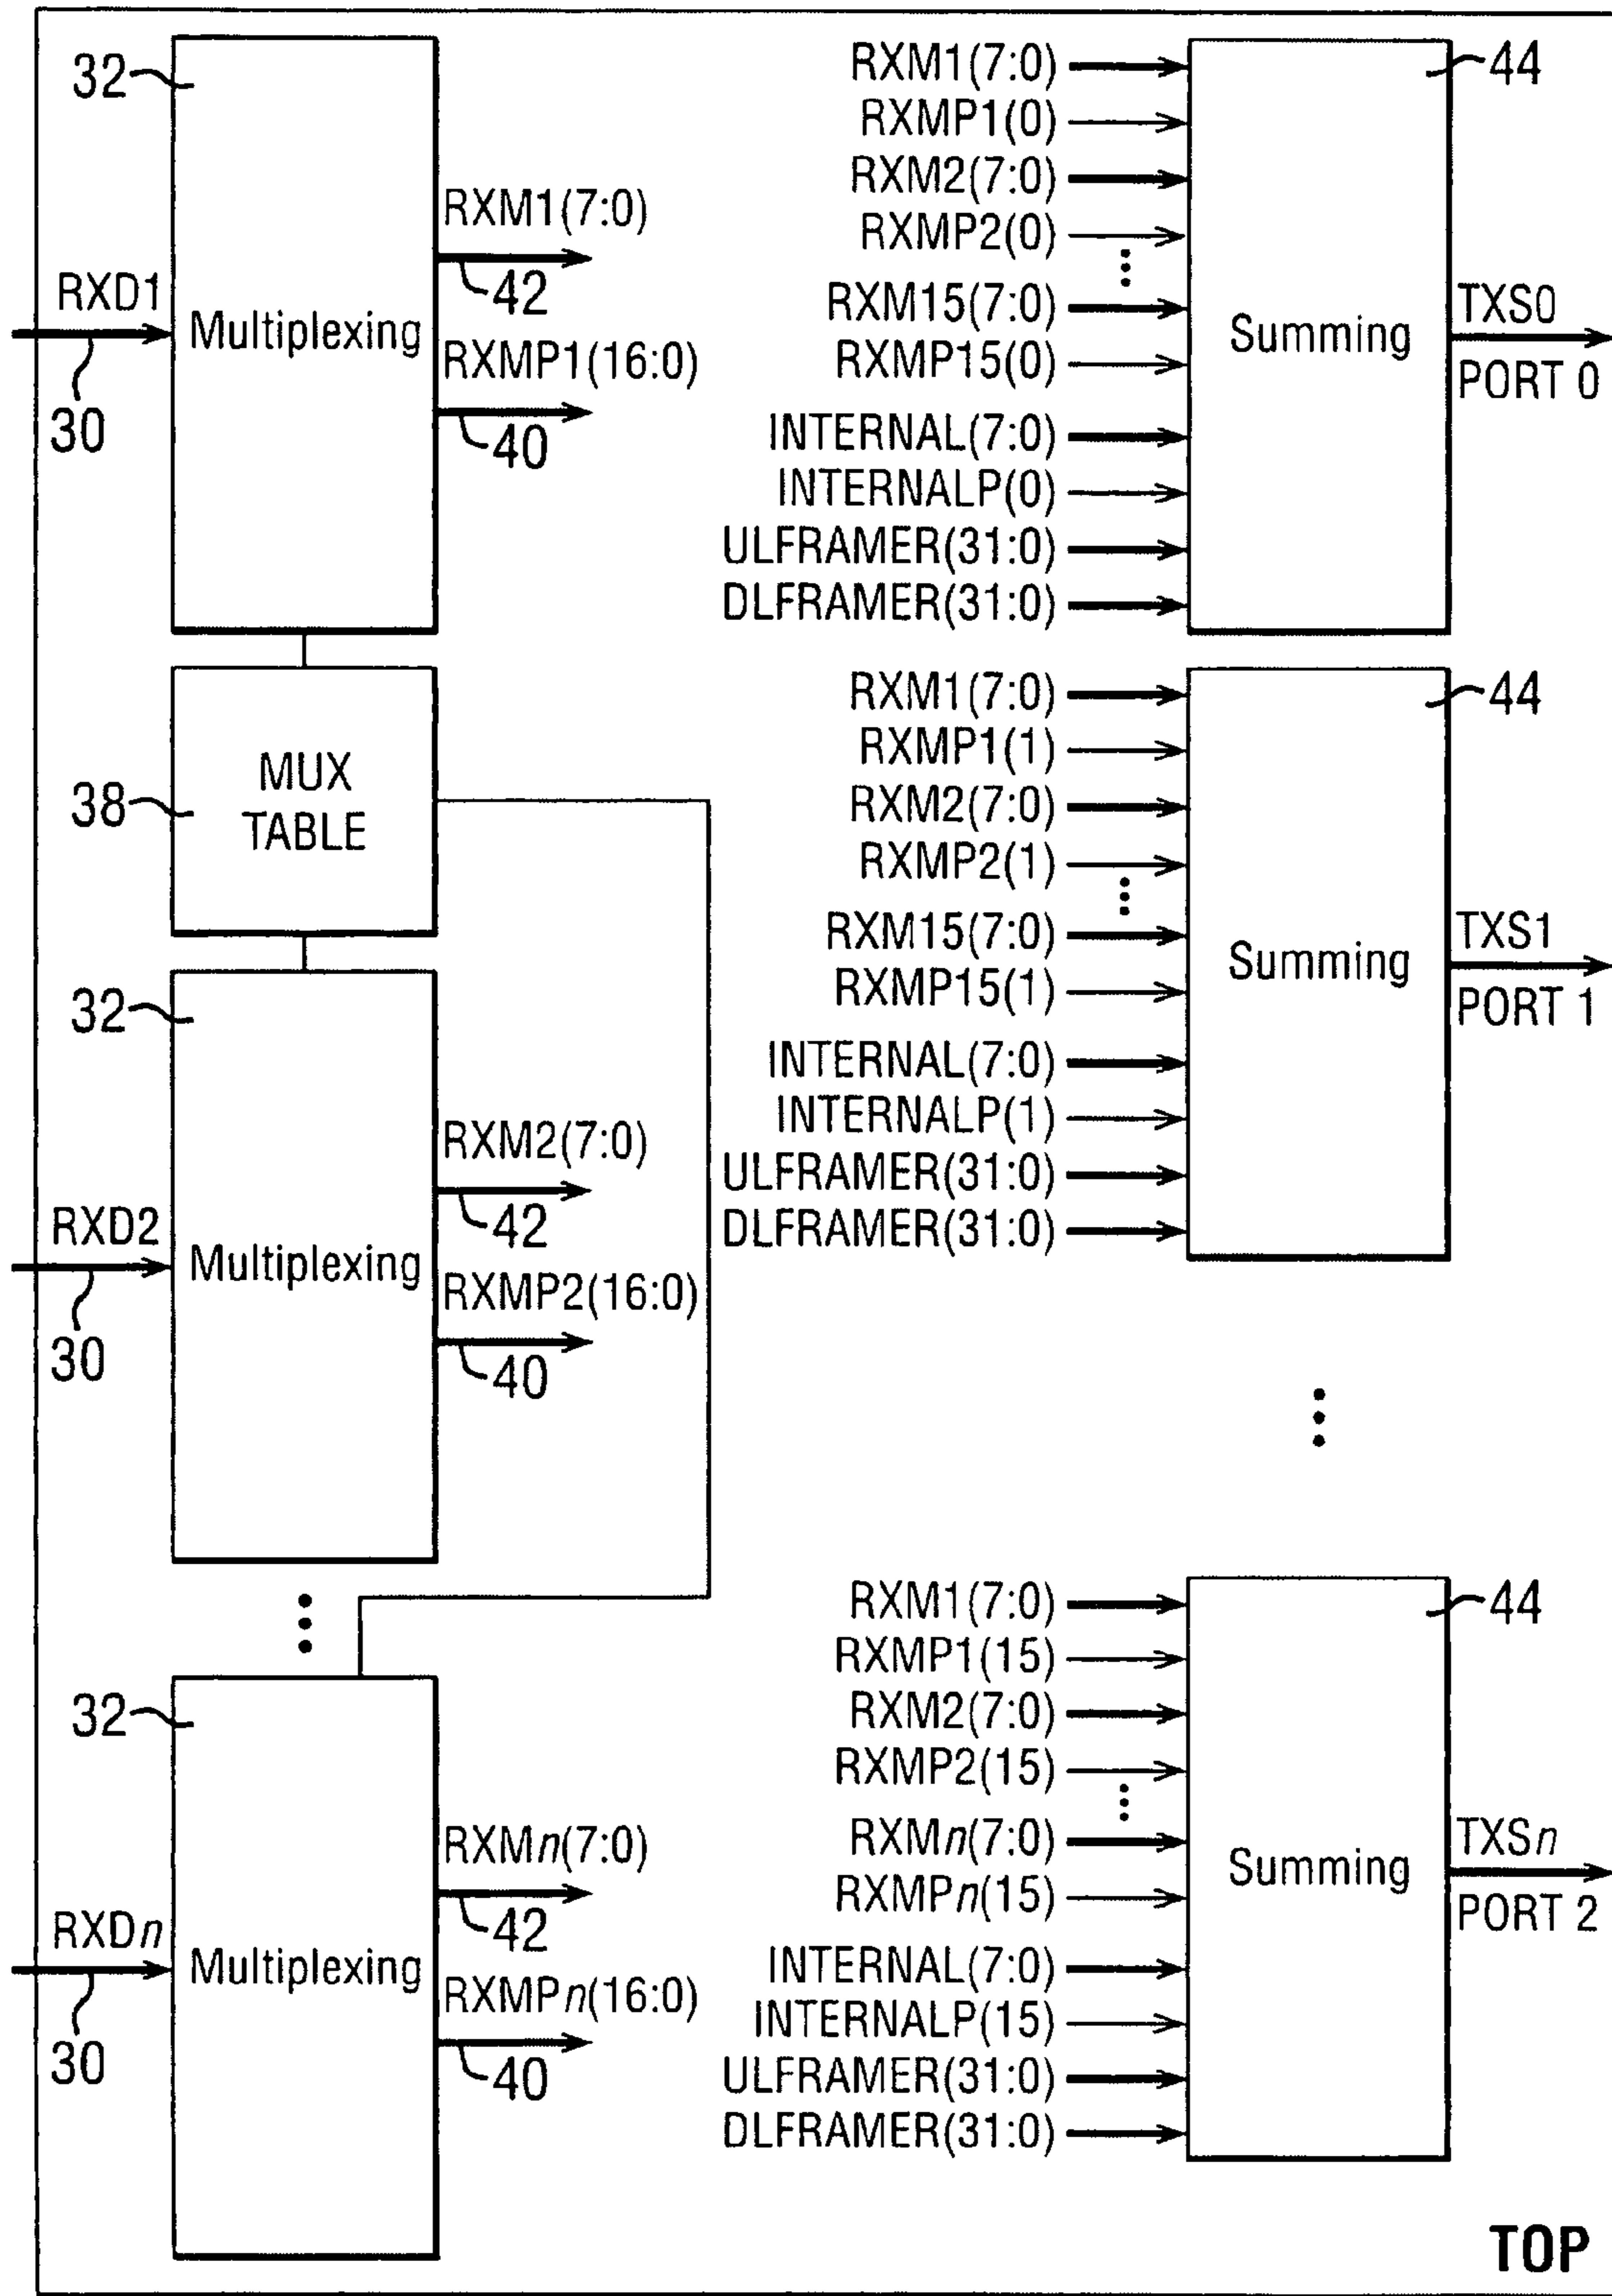 32
RXD1
30
Multiplexing
RXM1(7:0)
42
RXMP1(16:0)
40
38
MUX
TABLE
32
RXD2
30
Multiplexing
RXM2(7:0)
42
RXMP2(16:0)
40
32
RXDn
30
Multiplexing
RXMn(7:0)
42
RXMPn(16:0)
40
RXM1(7:0)
RXMP1(0)
RXM2(7:0)
RXMP2(0)
RXM15(7:0)
RXMP15(0)
INTERNAL(7:0)
INTERNALP(0)
ULFRAMER(31:0)
DLFRAMER(31:0)
44
Summing
TXS0
PORT 0
RXM1(7:0)
RXMP1(1)
RXM2(7:0)
RXMP2(1)
RXM15(7:0)
RXMP15(1)
INTERNAL(7:0)
INTERNALP(1)
ULFRAMER(31:0)
DLFRAMER(31:0)
44
Summing
TXS1
PORT 1
RXM1(7:0)
RXMP1(15)
RXM2(7:0)
RXMP2(15)
RXMn(7:0)
RXMPn(15)
INTERNAL(7:0)
INTERNALP(15)
ULFRAMER(31:0)
DLFRAMER(31:0)
44
Summing
TXSn
PORT 2
TOP